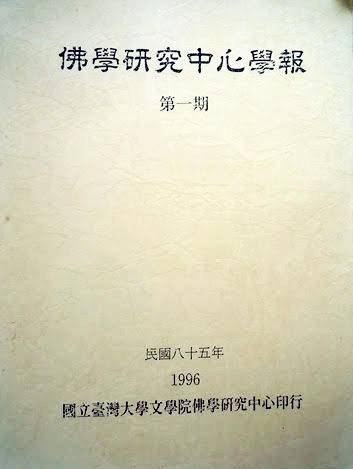 佛學研究中心學報
第一期
民國八十五年
1996
國立臺灣大學文學院佛學研究中心印行